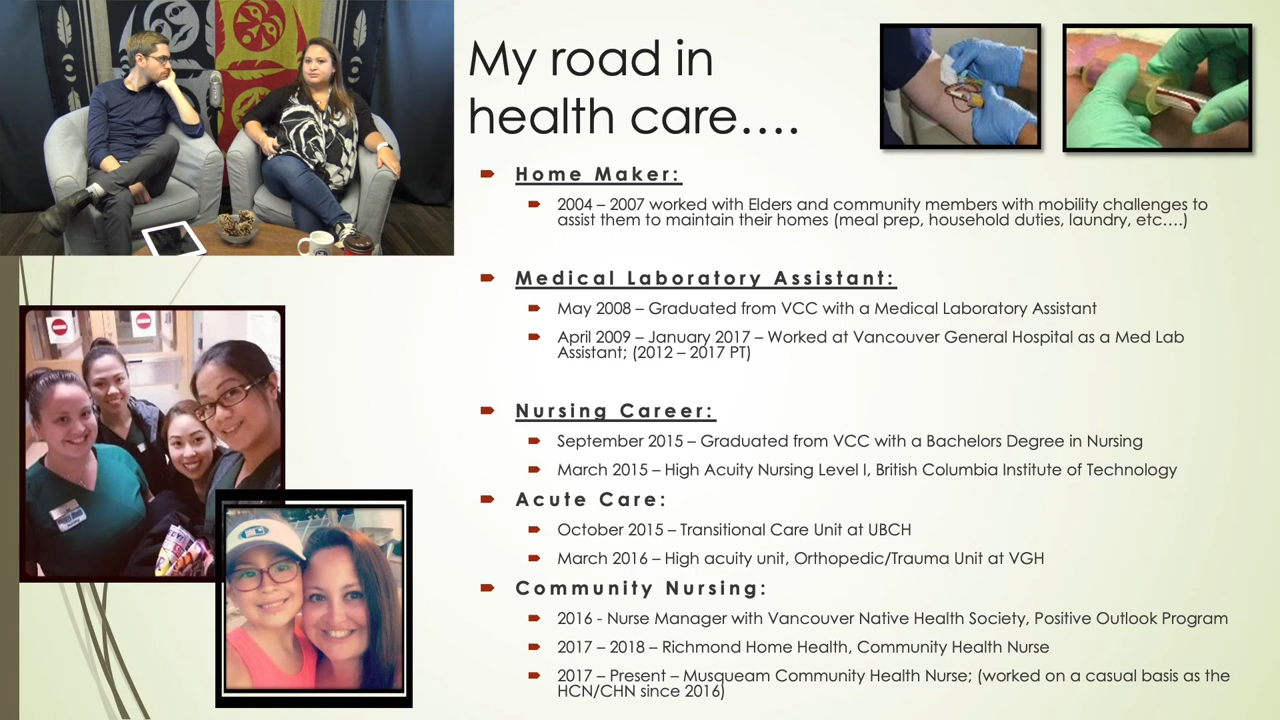 My road in
health care….
Home Maker:
2004 – 2007 worked with Elders and community members with mobility challenges to
assist them to maintain their homes (meal prep, household duties, laundry, etc….)
Medical Laboratory Assistant:
May 2008 – Graduated from VCC with a Medical Laboratory Assistant
April 2009 – January 2017 – Worked at Vancouver General Hospital as a Med Lab
Assistant; (2012 – 2017 PT)
Nursing Career:
September 2015 – Graduated from VCC with a Bachelors Degree in Nursing
March 2015 – High Acuity Nursing Level I, British Columbia Institute of Technology
Acute Care:
October 2015 – Transitional Care Unit at UBCH
March 2016 – High acuity unit, Orthopedic/Trauma Unit at VGH
Community Nursing:
2016 - Nurse Manager with Vancouver Native Health Society, Positive Outlook Program
2017 – 2018 – Richmond Home Health, Community Health Nurse
2017 – Present – Musqueam Community Health Nurse; (worked on a casual basis as the
HCN/CHN since 2016)